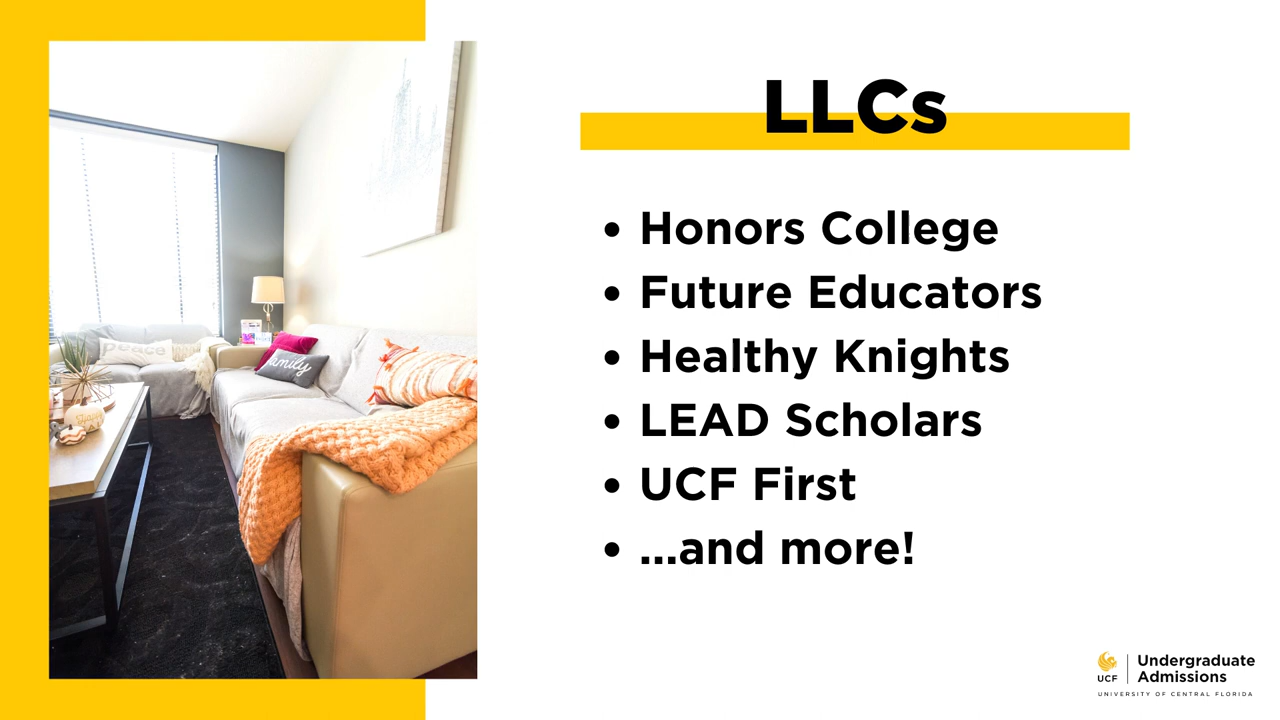 LLCs
• Honors College
• Future Educators
• Healthy Knights
• LEAD Scholars
• UCF First
• ...and more!
peace
family
UCF
Undergraduate
Admissions
UNIVERSITY OF CENTRAL FLORIDA